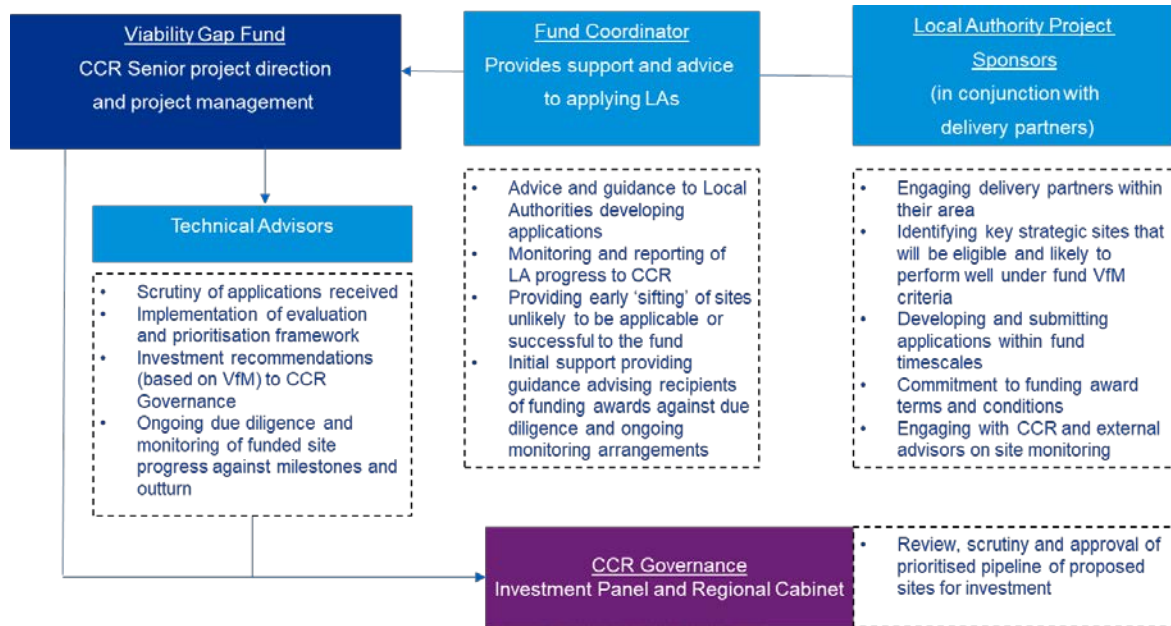 Viability Gap Fund
CCR Senior project direction
and project management
Fund Coordinator
Provides support and advice
to applying LAs
Local Authority Project
Sponsors
(in conjunction with
delivery partners)
Technical Advisors
• Scrutiny of applications received
• Implementation of evaluation
and prioritisation framework
• Investment recommendations
(based on VfM) to CCR
Governance
• Ongoing due diligence and
monitoring of funded site
progress against milestones and
outturn
• Advice and guidance to Local
Authorities developing
applications
• Monitoring and reporting of
LA progress to CCR
• Providing early ‘sifting’ of sites
unlikely to be applicable or
successful to the fund
• Initial support providing
guidance advising recipients
of funding awards against due
diligence and ongoing
monitoring arrangements
• Engaging delivery partners within
their area
• Identifying key strategic sites that
will be eligible and likely to
perform well under fund VfM
criteria
• Developing and submitting
applications within fund
timescales
• Commitment to funding award
terms and conditions
• Engaging with CCR and external
advisors on site monitoring
CCR Governance
Investment Panel and Regional Cabinet
• Review, scrutiny and approval of
prioritised pipeline of proposed
sites for investment